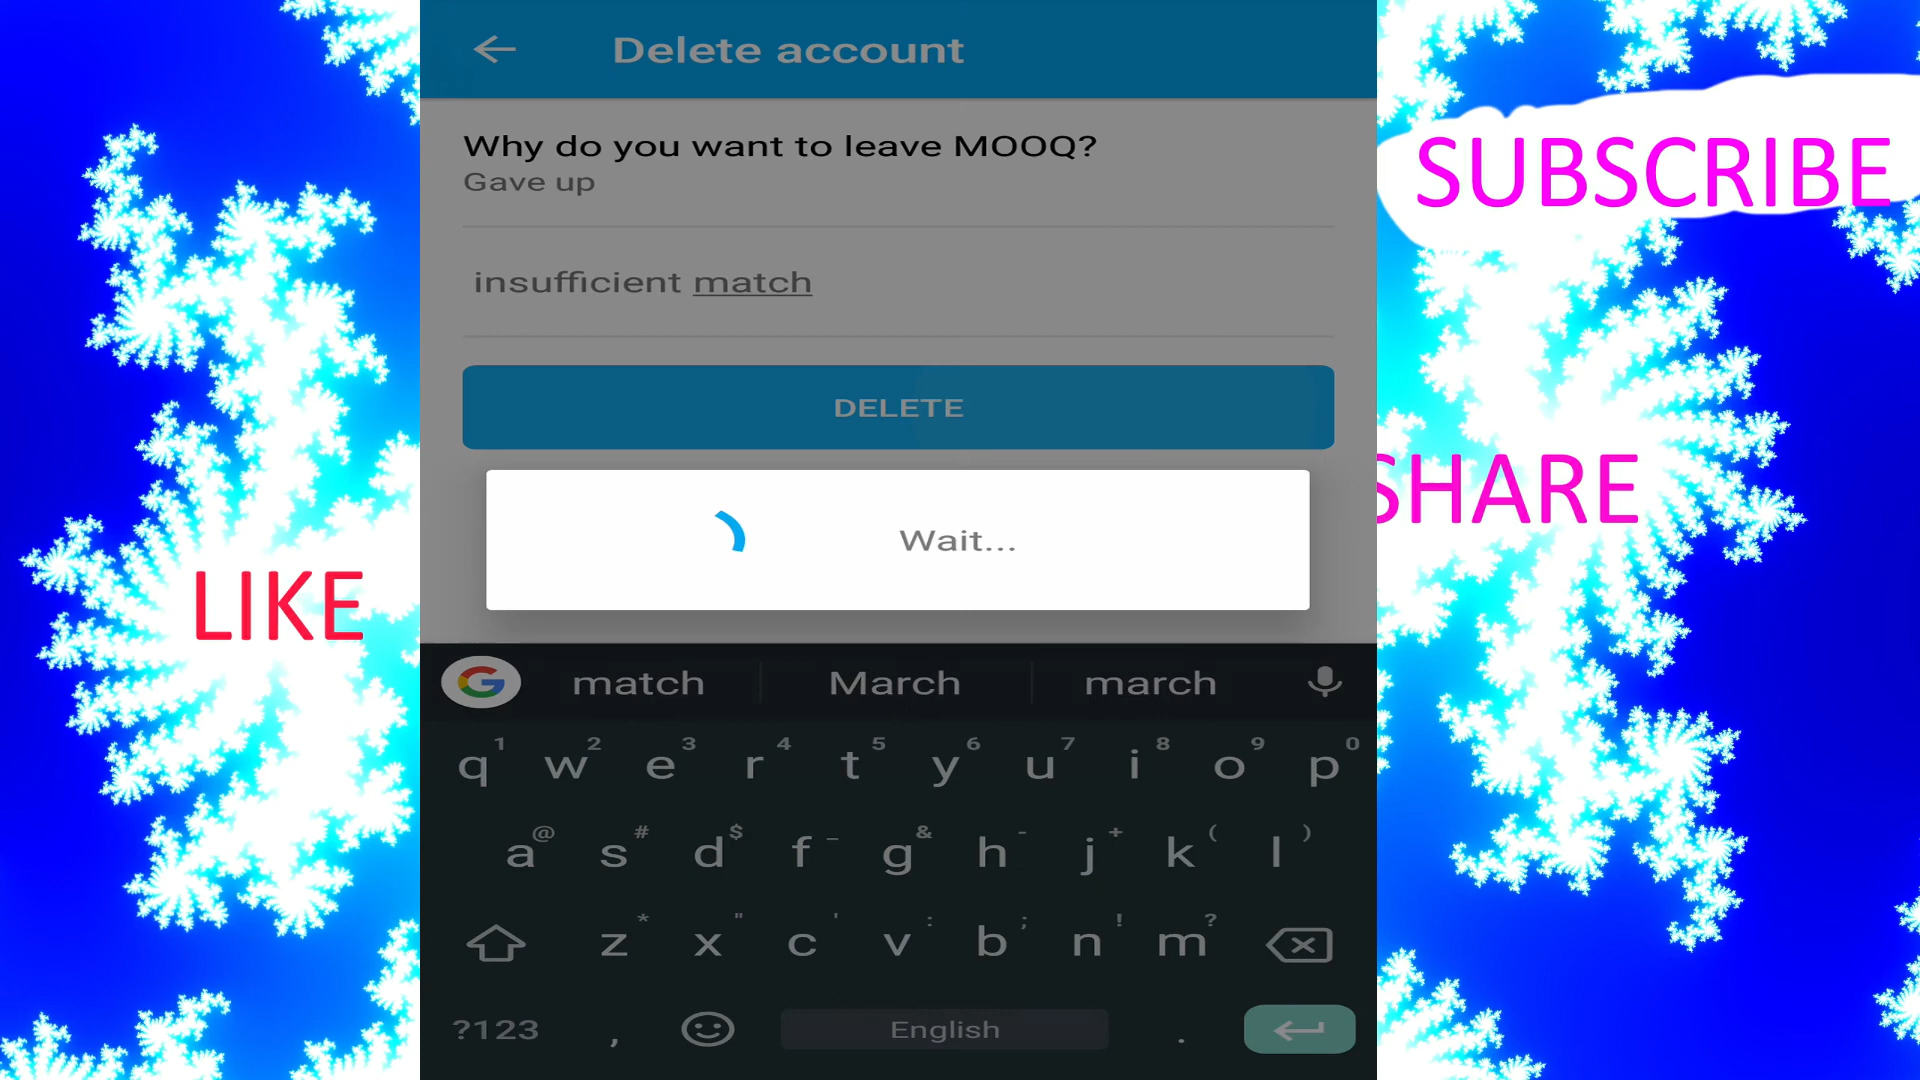 Delete account
Why do you want to leave MOOQ?
Gave up
insufficient match
DELETE
Wait...
SUBSCRIBE
SHARE
LIKE
G match March march
1 2 3 4 5 6 7 8 9 0
q w e r t y u i o p
@ # $ _ & - + ( )
a s d f g h j k l
* " ' : ; ! ?
z x c v b n m
?123 , English .